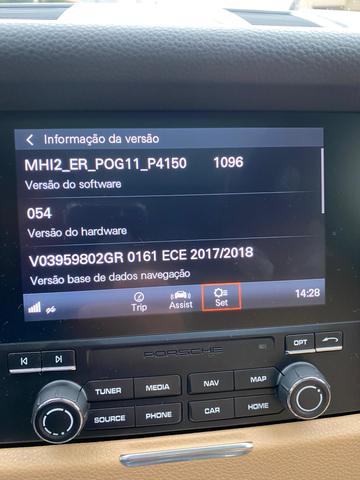 Informação da versão
MHI2_ER_POG11_P4150 1096
Versão do software
054
Versão do hardware
V03959802GR 0161 ECE 2017/2018
Versão base de dados navegação
Trip Assist Set 14:28
PORSCHE
OPT
TUNER MEDIA NAV MAP
SOURCE PHONE CAR HOME